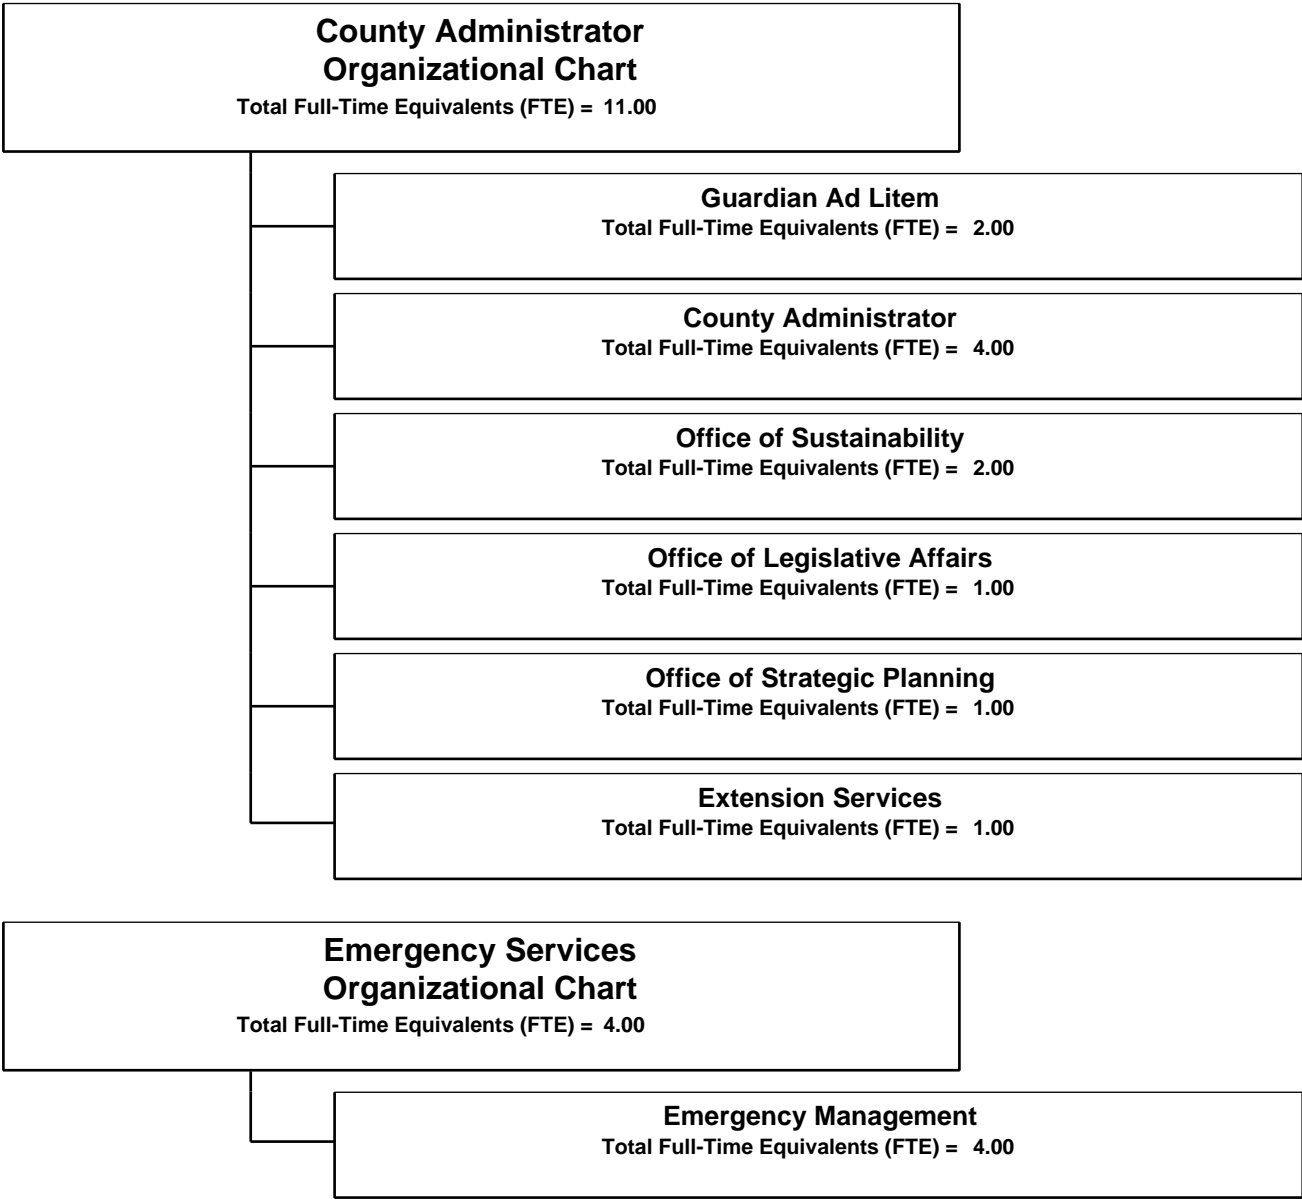 County Administrator
Organizational Chart
Total Full-Time Equivalents (FTE) = 11.00
Guardian Ad Litem
Total Full-Time Equivalents (FTE) = 2.00
County Administrator
Total Full-Time Equivalents (FTE) = 4.00
Office of Sustainability
Total Full-Time Equivalents (FTE) = 2.00
Office of Legislative Affairs
Total Full-Time Equivalents (FTE) = 1.00
Office of Strategic Planning
Total Full-Time Equivalents (FTE) = 1.00
Extension Services
Total Full-Time Equivalents (FTE) = 1.00
Emergency Services
Organizational Chart
Total Full-Time Equivalents (FTE) = 4.00
Emergency Management
Total Full-Time Equivalents (FTE) = 4.00